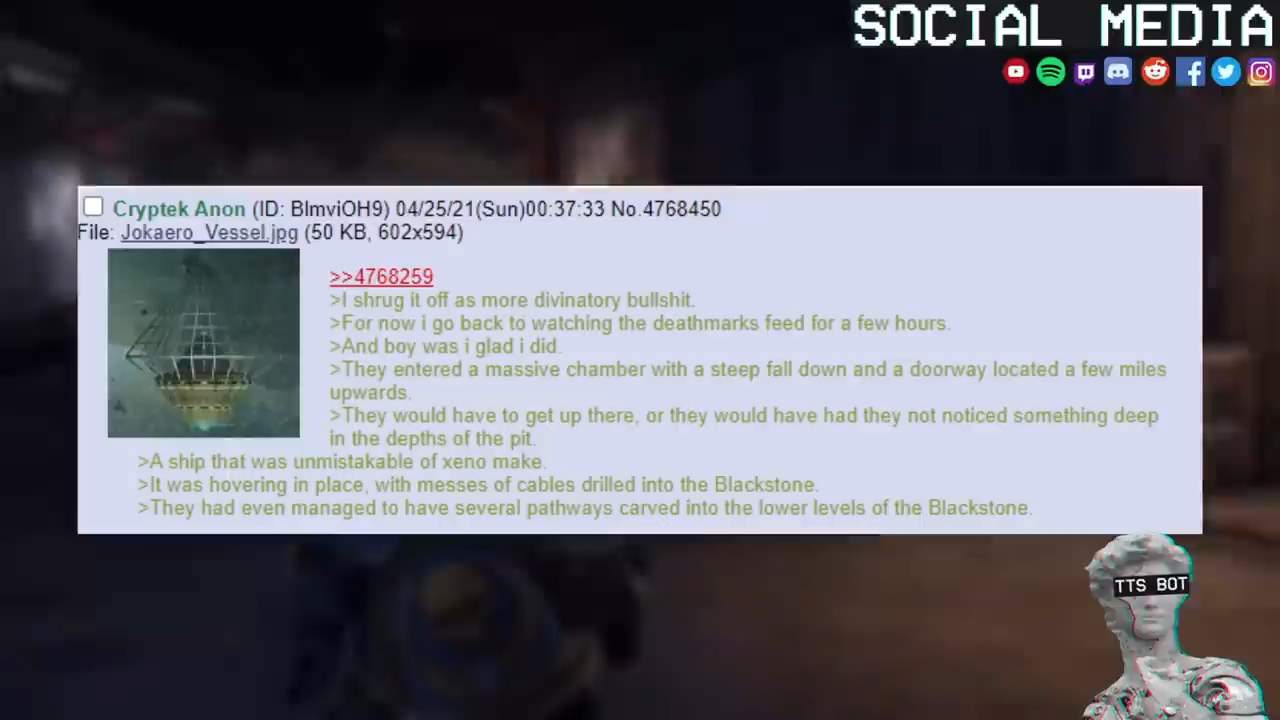 SOCIAL MEDIA
Cryptek Anon (ID: BlmviOH9) 04/25/21(Sun)00:37:33 No.4768450
File: Jokaero_Vessel.jpg (50 KB, 602x594)
>>4768259
>I shrug it off as more divinatory bullshit.
>For now i go back to watching the deathmarks feed for a few hours.
>And boy was i glad i did.
>They entered a massive chamber with a steep fall down and a doorway located a few miles
upwards.
>They would have to get up there, or they would have had they not noticed something deep
in the depths of the pit.
>A ship that was unmistakable of xeno make.
>It was hovering in place, with messes of cables drilled into the Blackstone.
>They had even managed to have several pathways carved into the lower levels of the Blackstone.
TTS BOT